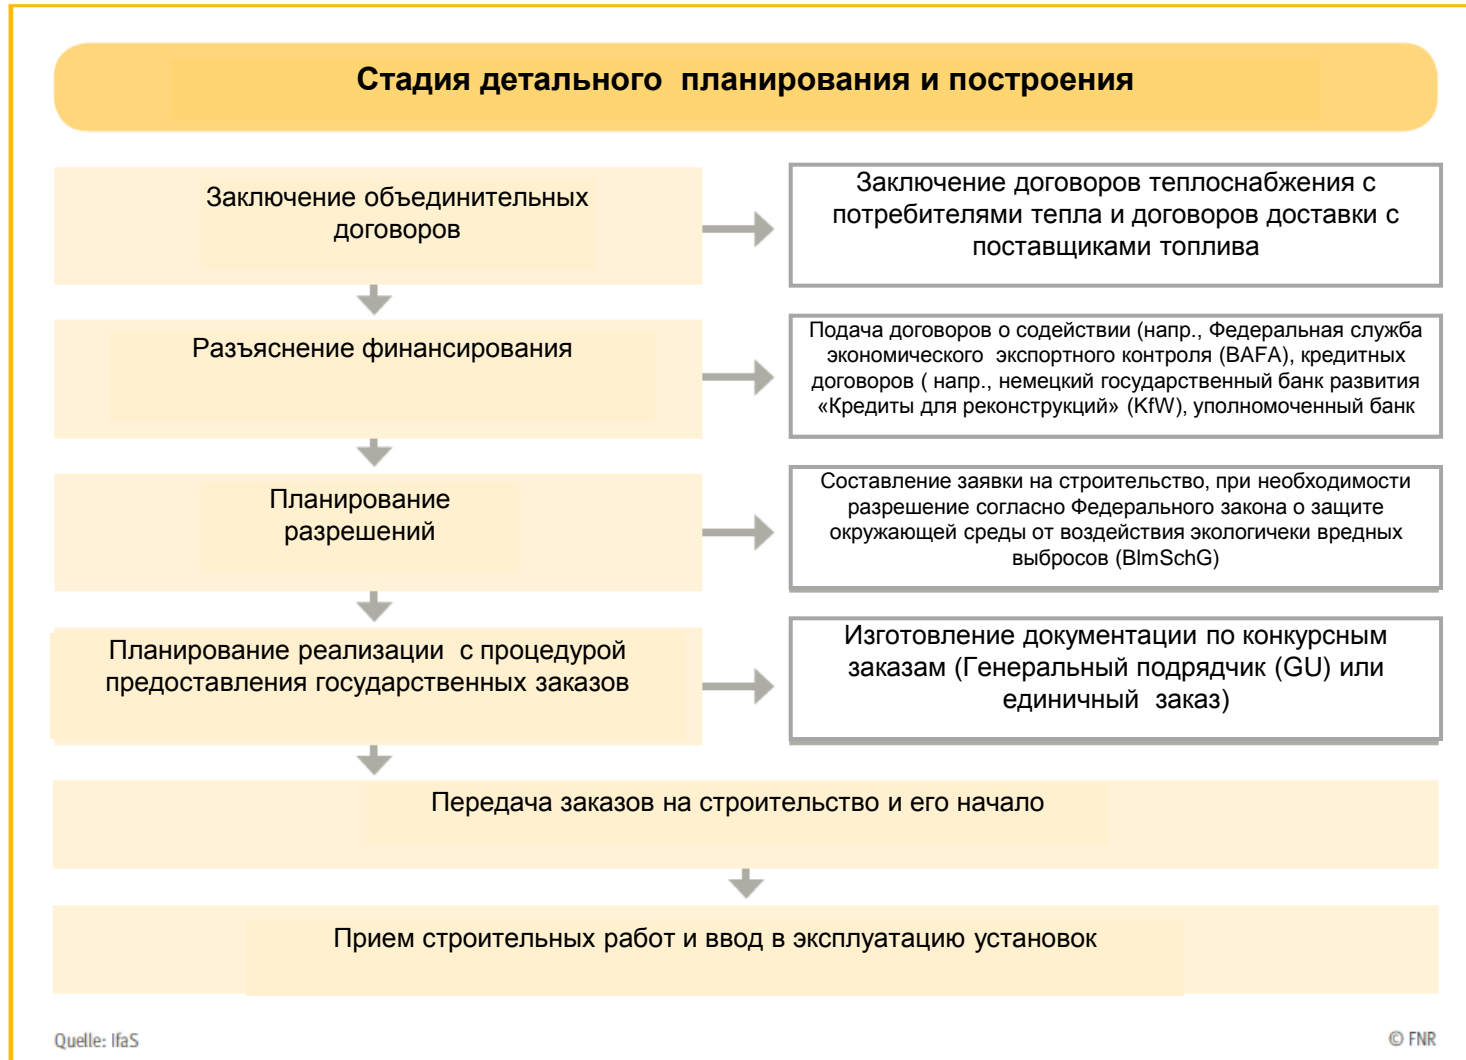 Стадия детального планирования и построения
Заключение объединительных
договоров
Заключение договоров теплоснабжения с
потребителями тепла и договоров доставки с
поставщиками топлива
Разъяснение финансирования
Подача договоров о содействии (напр., Федеральная служба
экономического экспортного контроля (BAFA), кредитных
договоров ( напр., немецкий государственный банк развития
«Кредиты для реконструкций» (KfW), уполномоченный банк
Планирование
разрешений
Составление заявки на строительство, при необходимости
разрешение согласно Федерального закона о защите
окружающей среды от воздействия экологичеки вредных
выбросов (BlmSchG)
Планирование реализации с процедурой
предоставления государственных заказов
Изготовление документации по конкурсным
заказам (Генеральный подрядчик (GU) или
единичный заказ)
Передача заказов на строительство и его начало
Прием строительных работ и ввод в эксплуатацию установок
Quelle: IfaS
© FNR